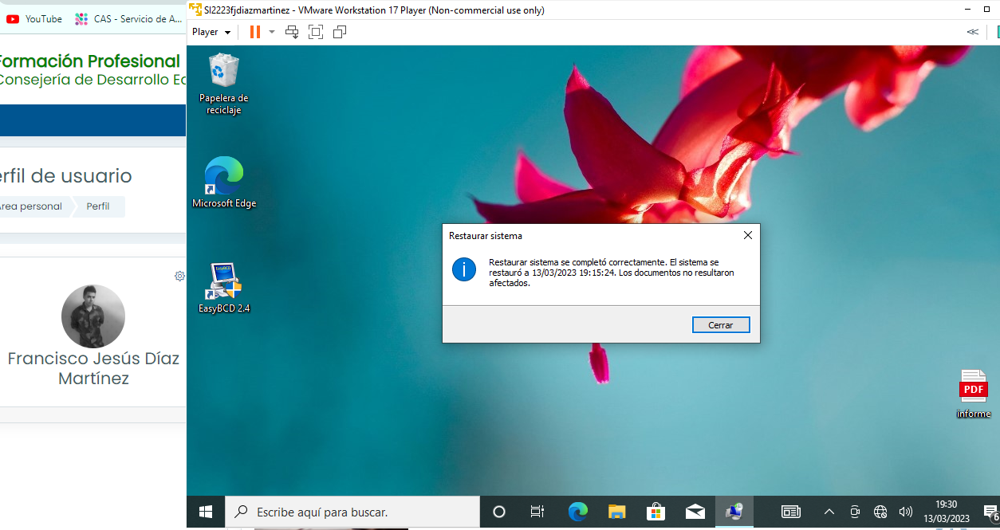 YouTube
CAS - Servicio de A...
Formación Profesional
Consejería de Desarrollo Ec
erfil de usuario
Área personal
Perfil
Francisco Jesús Díaz
Martínez
SI2223fjdiazmartinez - VMware Workstation 17 Player (Non-commercial use only)
Player
Papelera de
reciclaje
Microsoft Edge
EasyBCD
EasyBCD 2.4
Restaurar sistema
Restaurar sistema se completó correctamente. El sistema se
restauró a 13/03/2023 19:15:24. Los documentos no resultaron
afectados.
Cerrar
PDF
informe
Escribe aquí para buscar.
19:30
13/03/2023
6